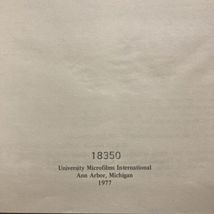 18350
University Microfilms International
Ann Arbor, Michigan
1977